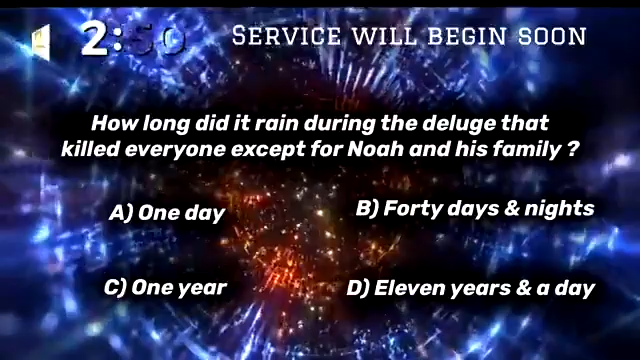 2:50 SERVICE WILL BEGIN SOON
How long did it rain during the deluge that
killed everyone except for Noah and his family ?
A) One day
B) Forty days & nights
C) One year
D) Eleven years & a day